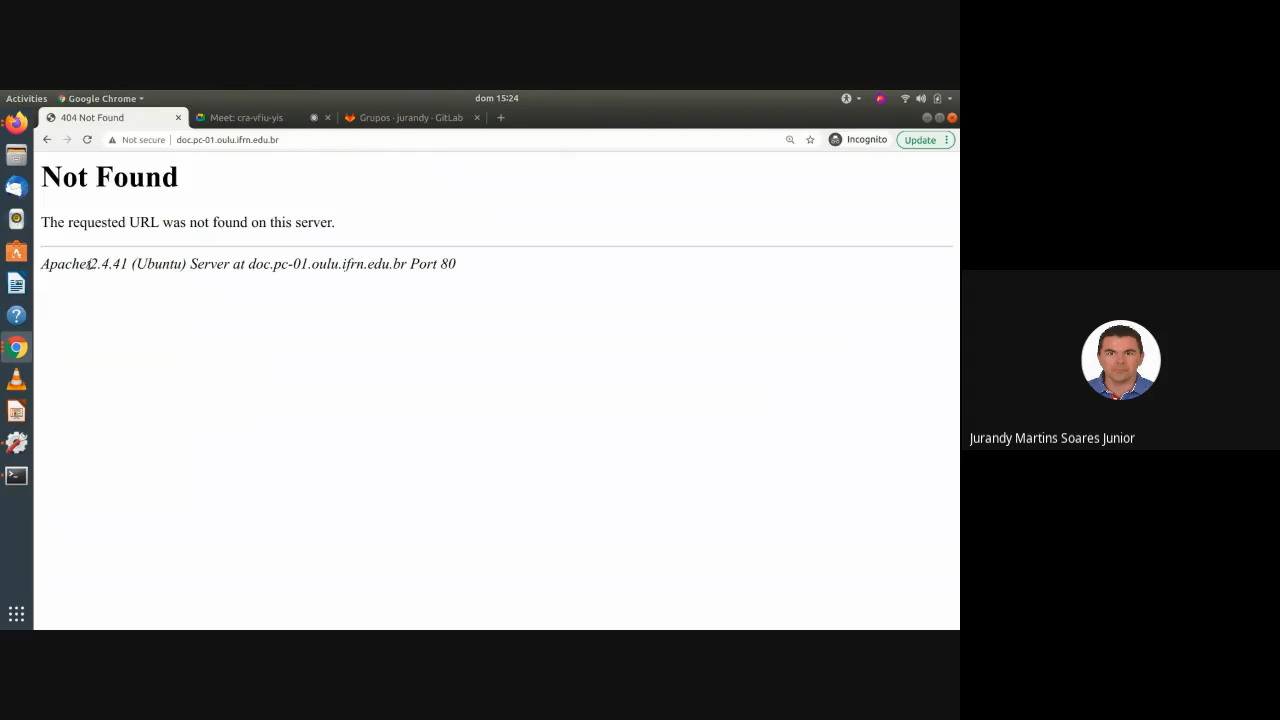 Activities Google Chrome dom 15:24
404 Not Found Meet: cra-vfiu-yis Grupos · jurandy · GitLab
Not secure doc.pc-01.oulu.ifrn.edu.br Incognito Update
Not Found
The requested URL was not found on this server.
Apache/2.4.41 (Ubuntu) Server at doc.pc-01.oulu.ifrn.edu.br Port 80
Jurandy Martins Soares Junior